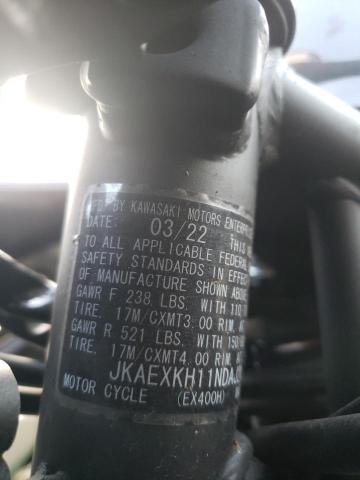 MFD. BY KAWASAKI MOTORS
DATE: 03/22 THIS
TO ALL APPLICABLE
SAFETY STANDARDS IN EFFECT
OF MANUFACTURE SHOWN ABOVE
GAWR F 238 LBS. WITH
TIRE, 17M/CXMT3.00 RIM,
GAWR R 521 LBS. WITH
TIRE, 17M/CXMT4.00 RIM,
JKAEXKH11NDA
MOTOR CYCLE (EX400H)